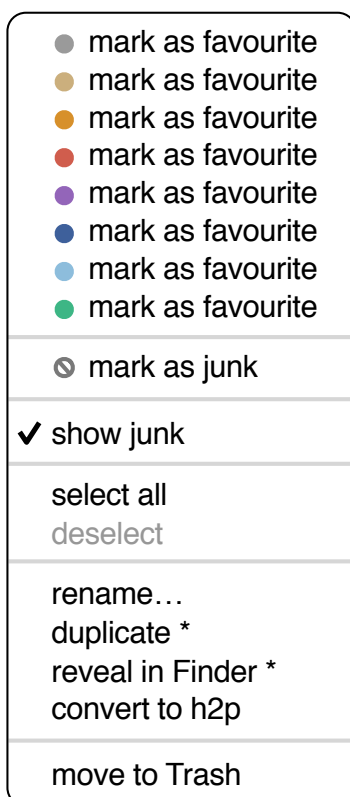 mark as favourite
mark as favourite
mark as favourite
mark as favourite
mark as favourite
mark as favourite
mark as favourite
mark as favourite
mark as junk
show junk
select all
deselect
rename…
duplicate *
reveal in Finder *
convert to h2p
move to Trash